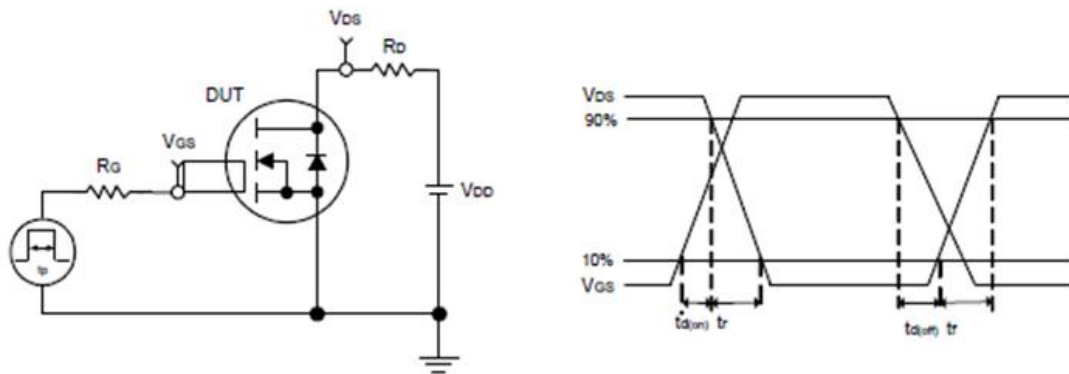 VDS
RD
DUT
VGS
RG
VDD
tp
VDS
90%
10%
VGS
td(on) tr
td(off) tr